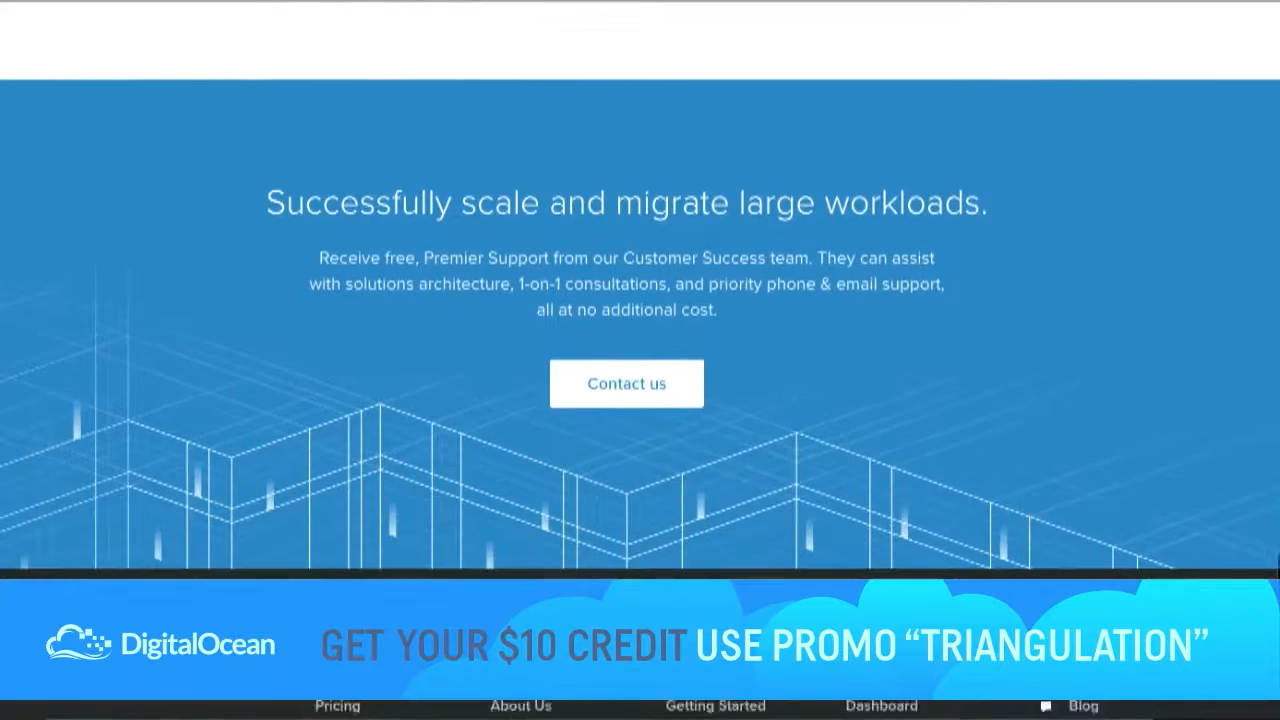 Successfully scale and migrate large workloads.
Receive free, Premier Support from our Customer Success team. They can assist
with solutions architecture, 1-on-1 consultations, and priority phone & email support,
all at no additional cost.
Contact us
DigitalOcean
GET YOUR $10 CREDIT USE PROMO “TRIANGULATION”
Pricing About Us Getting Started Dashboard Blog